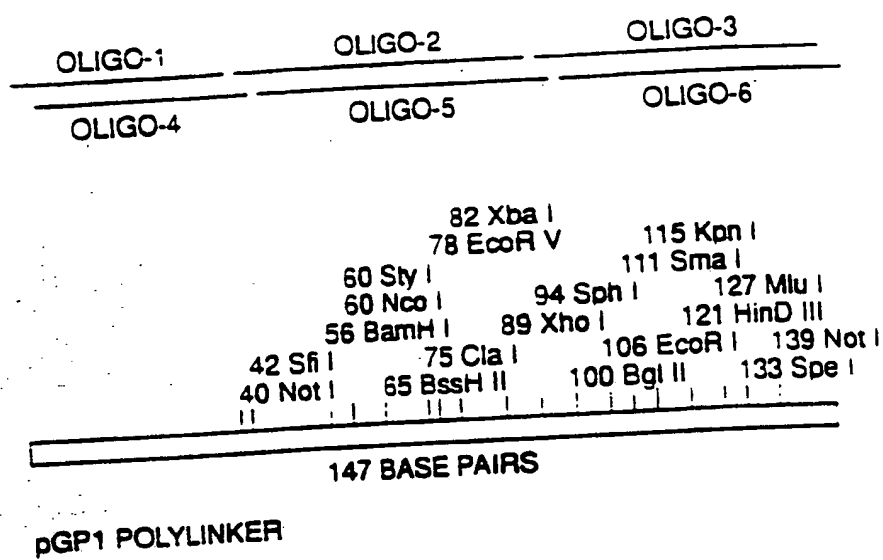 OLIGO-1 OLIGO-2 OLIGO-3
OLIGO-4 OLIGO-5 OLIGO-6
82 Xba I
78 EcoR V 115 Kpn I
60 Sty I 111 Sma I
60 Nco I 94 Sph I 127 Mlu I
56 BamH I 89 Xho I 121 HinD III
42 Sfi I 75 Cla I 106 EcoR I 139 Not I
40 Not I 65 BssH II 100 Bgl II 133 Spe I
147 BASE PAIRS
pGP1 POLYLINKER